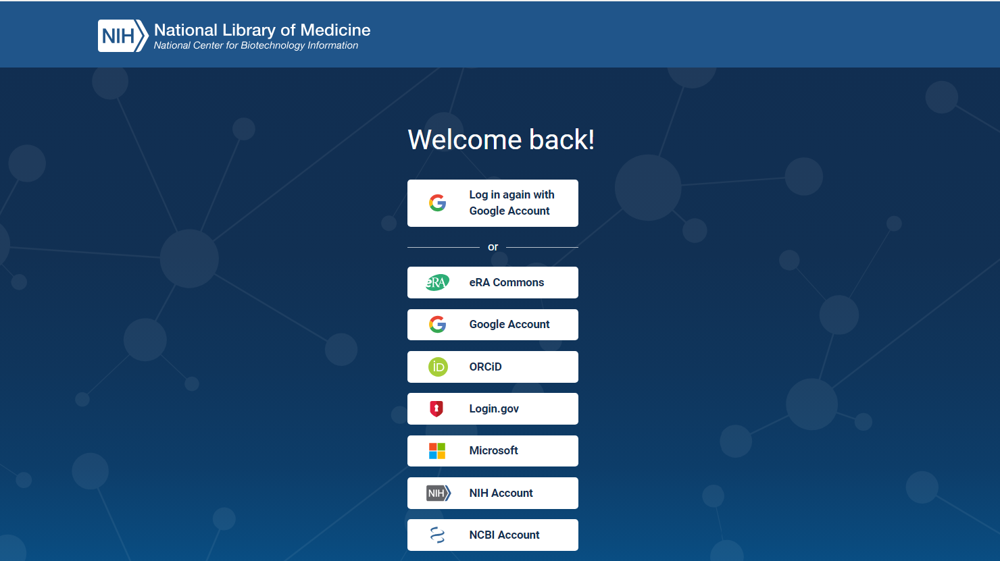 NIH National Library of Medicine
National Center for Biotechnology Information
Welcome back!
Log in again with
Google Account
or
eRA eRA Commons
Google Account
iD ORCiD
Login.gov
Microsoft
NIH NIH Account
NCBI Account